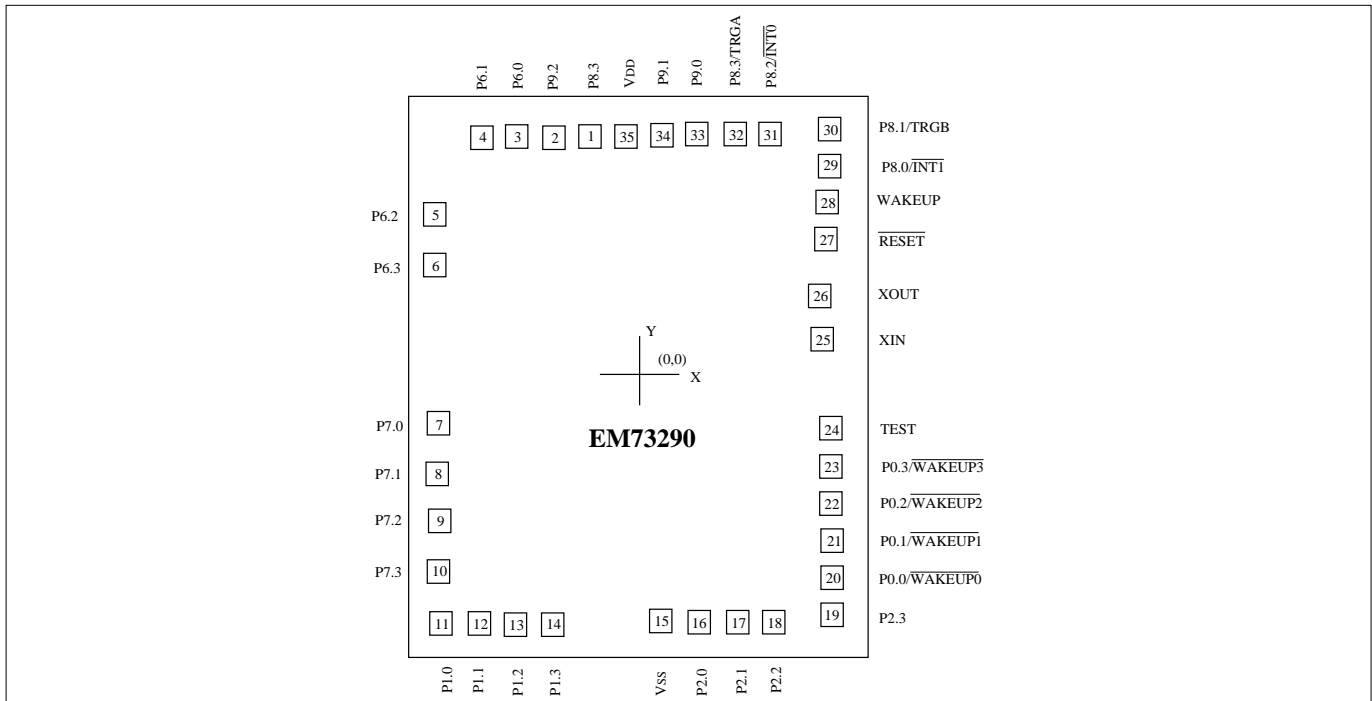 P6.1 P6.0 P9.2 P8.3 VDD P9.1 P9.0 P8.3/TRGA P8.2/INT0
4 3 2 1 35 34 33 32 31 30 P8.1/TRGB
29 P8.0/INT1
P6.2 5 28 WAKEUP
27 RESET
P6.3 6
26 XOUT
25 XIN
Y
(0,0)
X
P7.0 7
24 TEST
EM73290
P7.1 8 23 P0.3/WAKEUP3
22 P0.2/WAKEUP2
P7.2 9
21 P0.1/WAKEUP1
P7.3 10 20 P0.0/WAKEUP0
11 12 13 14 15 16 17 18 19 P2.3
P1.0 P1.1 P1.2 P1.3 VSS P2.0 P2.1 P2.2